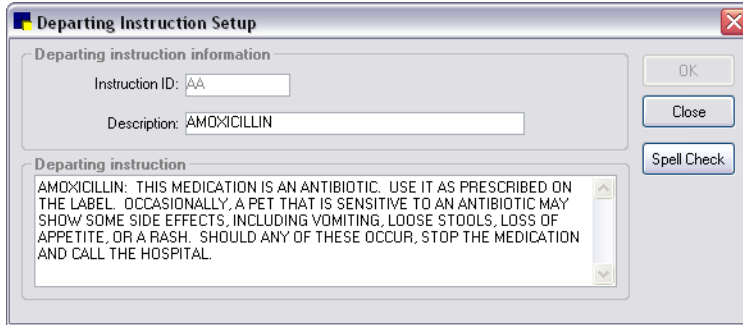 Departing Instruction Setup
Departing instruction information
OK
Instruction ID: AA
Close
Description: AMOXICILLIN
Spell Check
Departing instruction
AMOXICILLIN:  THIS MEDICATION IS AN ANTIBIOTIC.  USE IT AS PRESCRIBED ON
THE LABEL.  OCCASIONALLY, A PET THAT IS SENSITIVE TO AN ANTIBIOTIC MAY
SHOW SOME SIDE EFFECTS, INCLUDING VOMITING, LOOSE STOOLS, LOSS OF
APPETITE, OR A RASH.  SHOULD ANY OF THESE OCCUR, STOP THE MEDICATION
AND CALL THE HOSPITAL.